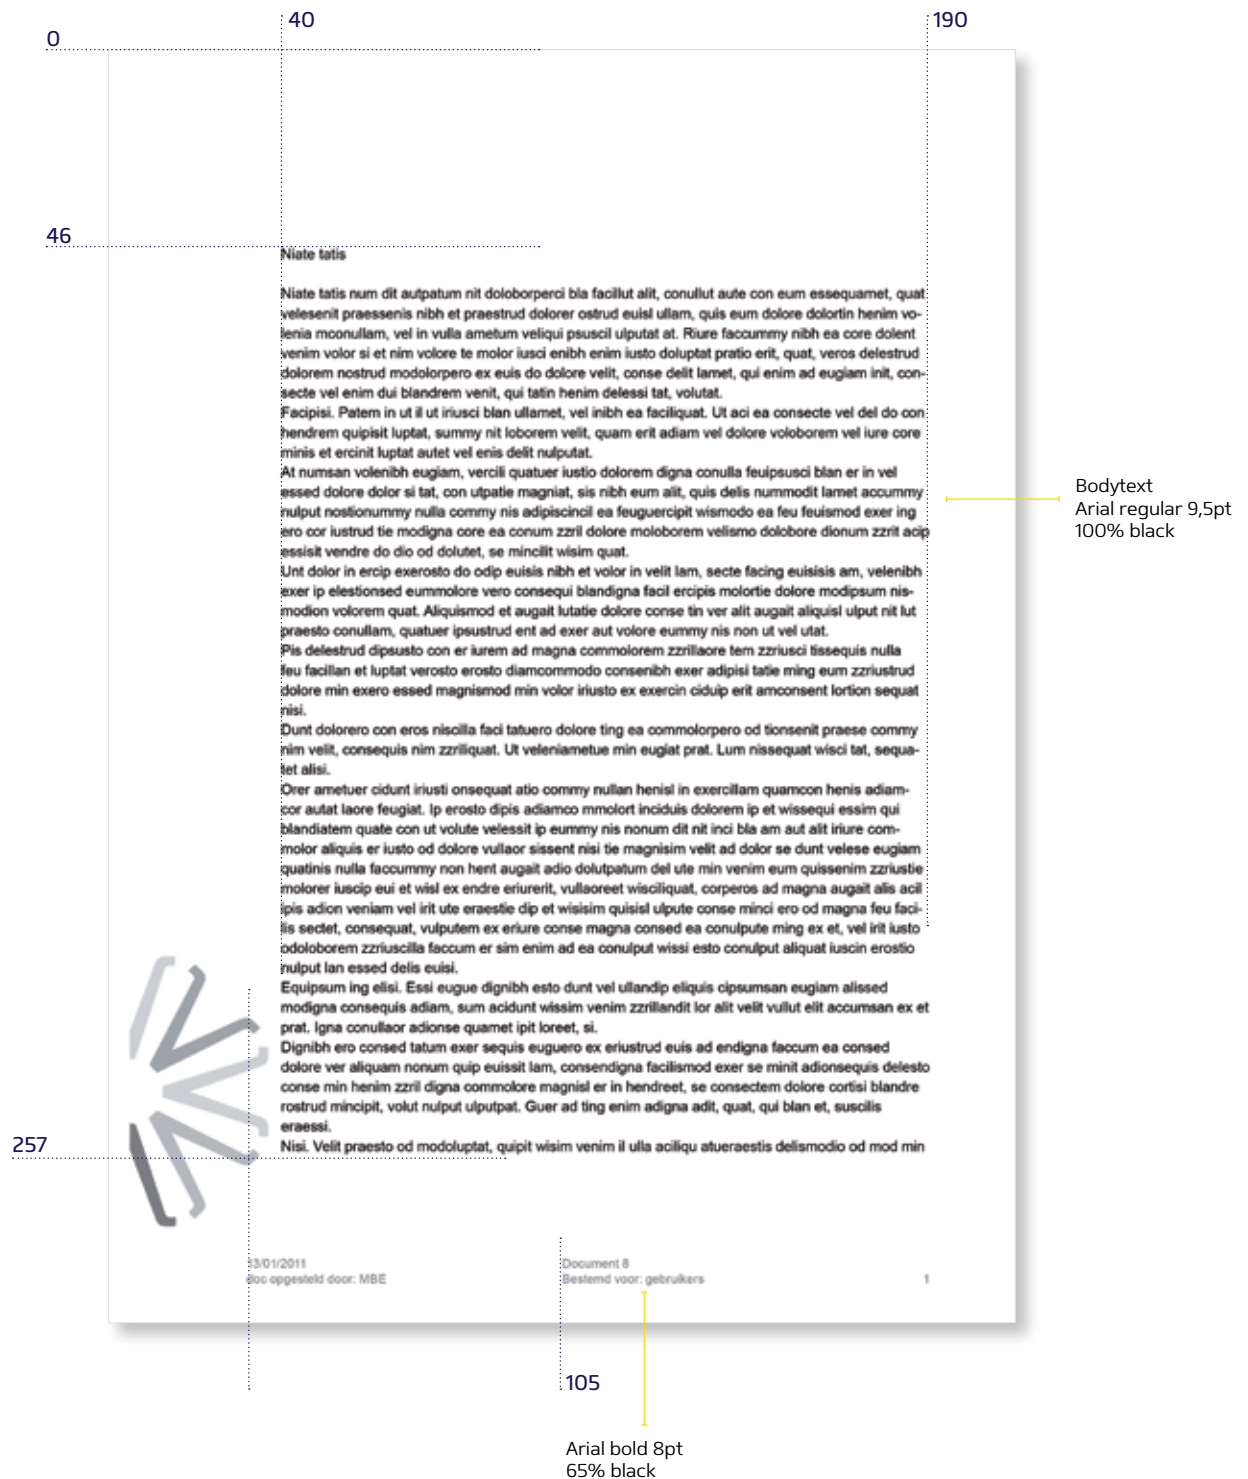 40
190
0
46
Niate tatis
Niate tatis num dit autpatum nit doloborperci bla facillut alit, conullut aute con eum essequamet, quat
velesenit praessenis nibh et praestrud dolorer ostrud euisl ullam, quis eum dolore dolortin henim vo-
lenia mconullam, vel in vulla ametum veliqui psuscil ulputat at. Riure faccummy nibh ea core dolent
venim volor si et nim volore te molor iusci enibh enim iusto doluptat pratio erit, quat, veros delestrud
dolorem nostrud modolorpero ex euis do dolore velit, conse delit lamet, qui enim ad eugiam init, con-
secte vel enim dui blandrem venit, qui tatin henim delessi tat, volutat.
Facipisi. Patem in ut il ut iriusci blan ullamet, vel inibh ea faciliquat. Ut aci ea consecte vel del do con
hendrem quipisit luptat, summy nit loborem velit, quam erit adiam vel dolore voloborem vel iure core
minis et ercinit luptat autet vel enis delit nulputat.
At numsan volenibh eugiam, vercili quatuer iustio dolorem digna conulla feuipsusci blan er in vel
essed dolore dolor si tat, con utpatie magniat, sis nibh eum alit, quis delis nummodit lamet accummy
nulput nostionummy nulla commy nis adipiscincil ea feuguercipit wismodo ea feu feuismod exer ing
ero cor iustrud tie modigna core ea conum zzril dolore moloborem velismo dolobore dionum zzrit acip
essisit vendre do dio od dolutet, se mincilit wisim quat.
Unt dolor in ercip exerosto do odip euisis nibh et volor in velit lam, secte facing euisisis am, velenibh
exer ip elestionsed eummolore vero consequi blandigna facil ercipis molortie dolore modipsum nis-
modion volorem quat. Aliquismod et augait lutatie dolore conse tin ver alit augait aliquisl ulput nit lut
praesto conullam, quatuer ipsustrud ent ad exer aut volore eummy nis non ut vel utat.
Pis delestrud dipsusto con er iurem ad magna commolorem zzrillaore tem zzriusci tissequis nulla
feu facillan et luptat verosto erosto diamcommodo consenibh exer adipisi tatie ming eum zzriustrud
dolore min exero essed magnismod min volor iriusto ex exercin ciduip erit amconsent lortion sequat
nisi.
Dunt dolorero con eros niscilla faci tatuero dolore ting ea commolorpero od tionsenit praese commy
nim velit, consequis nim zzriliquat. Ut veleniametue min eugiat prat. Lum nissequat wisci tat, sequa-
tet alisi.
Orer ametuer cidunt iriusti onsequat atio commy nullan henisl in exercillam quamcon henis adiam-
cor autat laore feugiat. Ip erosto dipis adiamco mmolort inciduis dolorem ip et wissequi essim qui
blandiatem quate con ut volute velessit ip eummy nis nonum dit nit inci bla am aut alit iriure com-
molor aliquis er iusto od dolore vullaor sissent nisi tie magnisim velit ad dolor se dunt velese eugiam
quatinis nulla faccummy non hent augait adio dolutpatum del ute min venim eum quissenim zzriustie
molorer iuscip eui et wisl ex endre eriurerit, vullaoreet wisciliquat, corperos ad magna augait alis acil
ipis adion veniam vel irit ute eraestie dip et wisisim quisisl ulpute conse minci ero od magna feu faci-
lis sectet, consequat, vulputem ex eriure conse magna consed ea conulpute ming ex et, vel irit iusto
odoloborem zzriuscilla faccum er sim enim ad ea conulput wissi esto conulput aliquat iuscin erostio
nulput lan essed delis euisi.
Equipsum ing elisi. Essi eugue dignibh esto dunt vel ullandip eliquis cipsumsan eugiam alissed
modigna consequis adiam, sum acidunt wissim venim zzrillandit lor alit velit vullut elit accumsan ex et
prat. Igna conullaor adionse quamet ipit loreet, si.
Dignibh ero consed tatum exer sequis euguero ex eriustrud euis ad endigna faccum ea consed
dolore ver aliquam nonum quip euissit lam, consendigna facilismod exer se minit adionsequis delesto
conse min henim zzril digna commolore magnisl er in hendreet, se consectem dolore cortisi blandre
rostrud mincipit, volut nulput ulputpat. Guer ad ting enim adigna adit, quat, qui blan et, suscilis
eraessi.
Nisi. Velit praesto od modoluptat, quipit wisim venim il ulla aciliqu atueraestis delismodio od mod min
Bodytext
Arial regular 9,5pt
100% black
257
13/01/2011
doc opgesteld door: MBE
Document 8
Bestemd voor: gebruikers
1
105
Arial bold 8pt
65% black